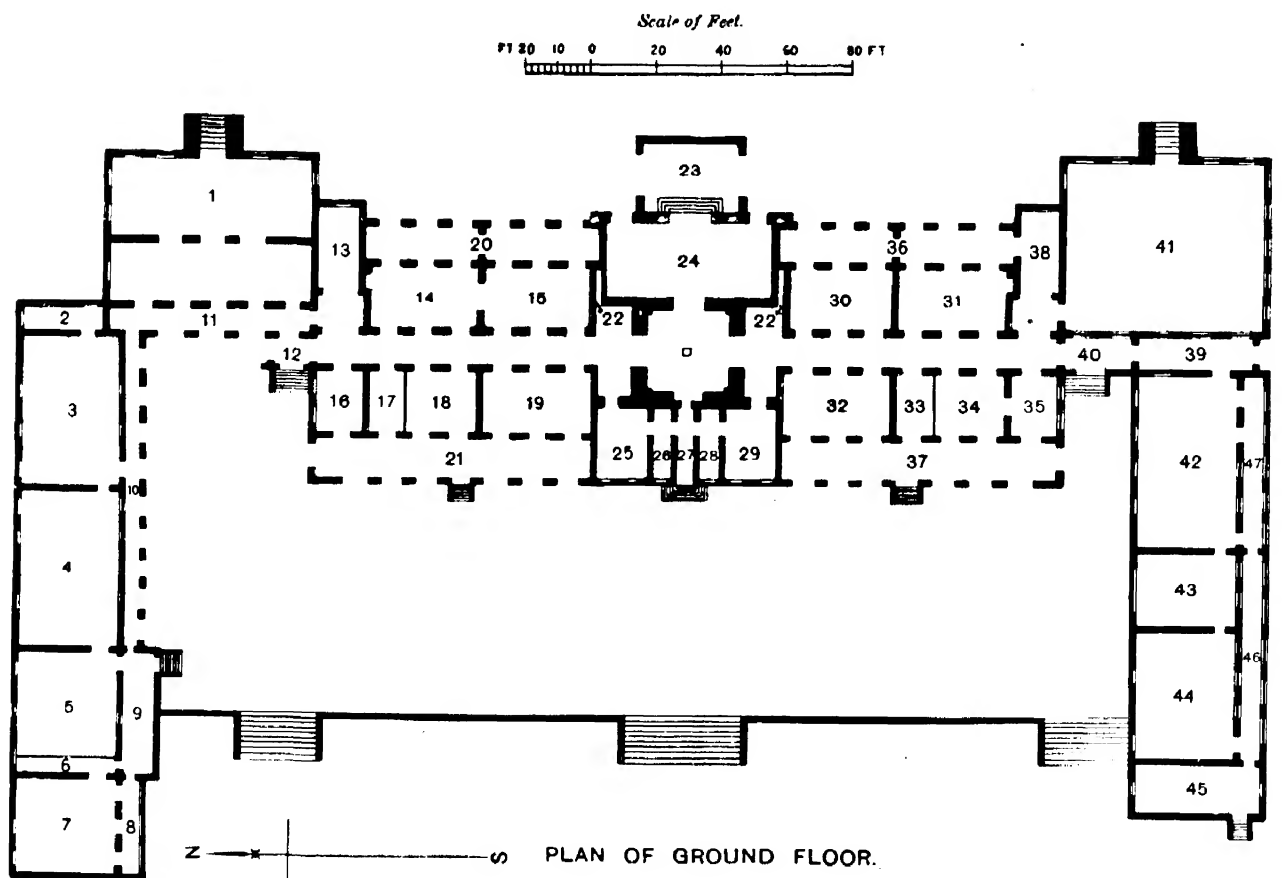 Scale of Feet.
FT 20 10 0 20 40 60 80 FT
23
1
13 20 24 36 38 41
14 15 30 31
2 11 22 22
12 40 39
3 16 17 18 19 32 33 34 35
25 26 27 28 29
21 37 42 47
10
4
43
5 9 44 46
6
45
7 8
N S PLAN OF GROUND FLOOR.